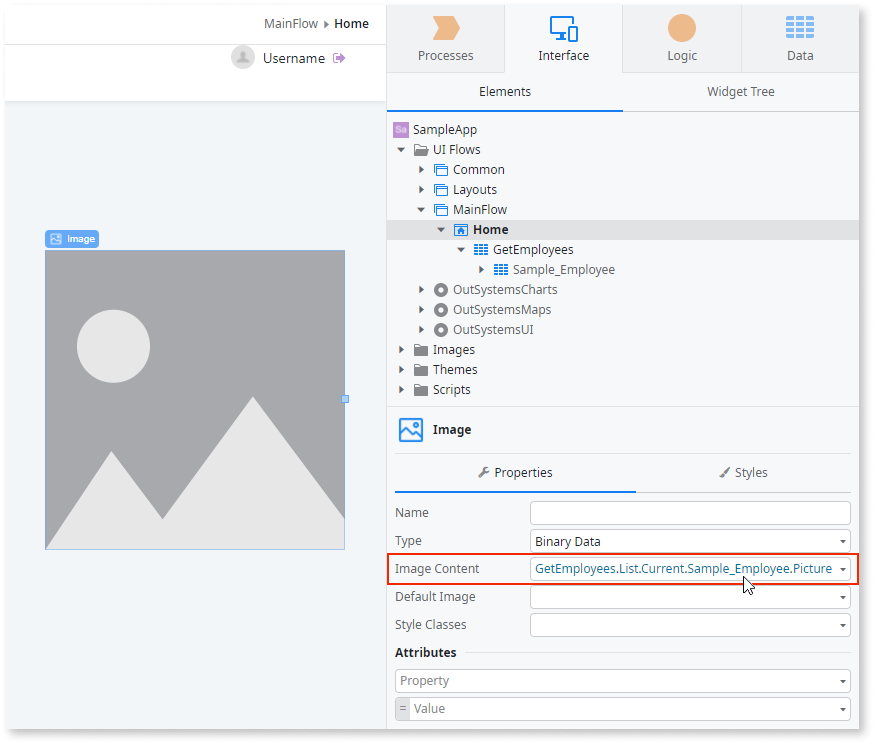 MainFlow Home
Username
Image
Processes
Interface
Logic
Data
Elements
Widget Tree
Sa SampleApp
UI Flows
Common
Layouts
MainFlow
Home
GetEmployees
Sample_Employee
OutSystemsCharts
OutSystemsMaps
OutSystemsUI
Images
Themes
Scripts
Image
Properties
Styles
Name
Type Binary Data
Image Content GetEmployees.List.Current.Sample_Employee.Picture
Default Image
Style Classes
Attributes
Property
= Value